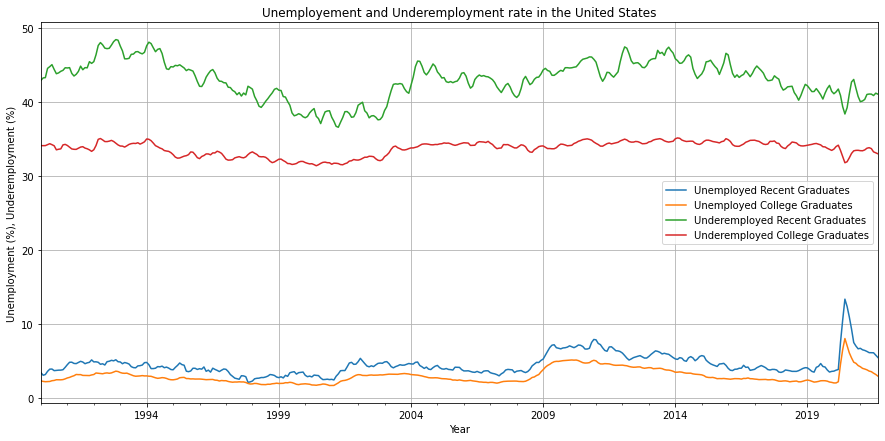 Unemployement and Underemployment rate in the United States
50
40
30
20
10
0
Unemployment (%), Underemployment (%)
Unemployed Recent Graduates
Unemployed College Graduates
Underemployed Recent Graduates
Underemployed College Graduates
1994
1999
2004
2009
2014
2019
Year